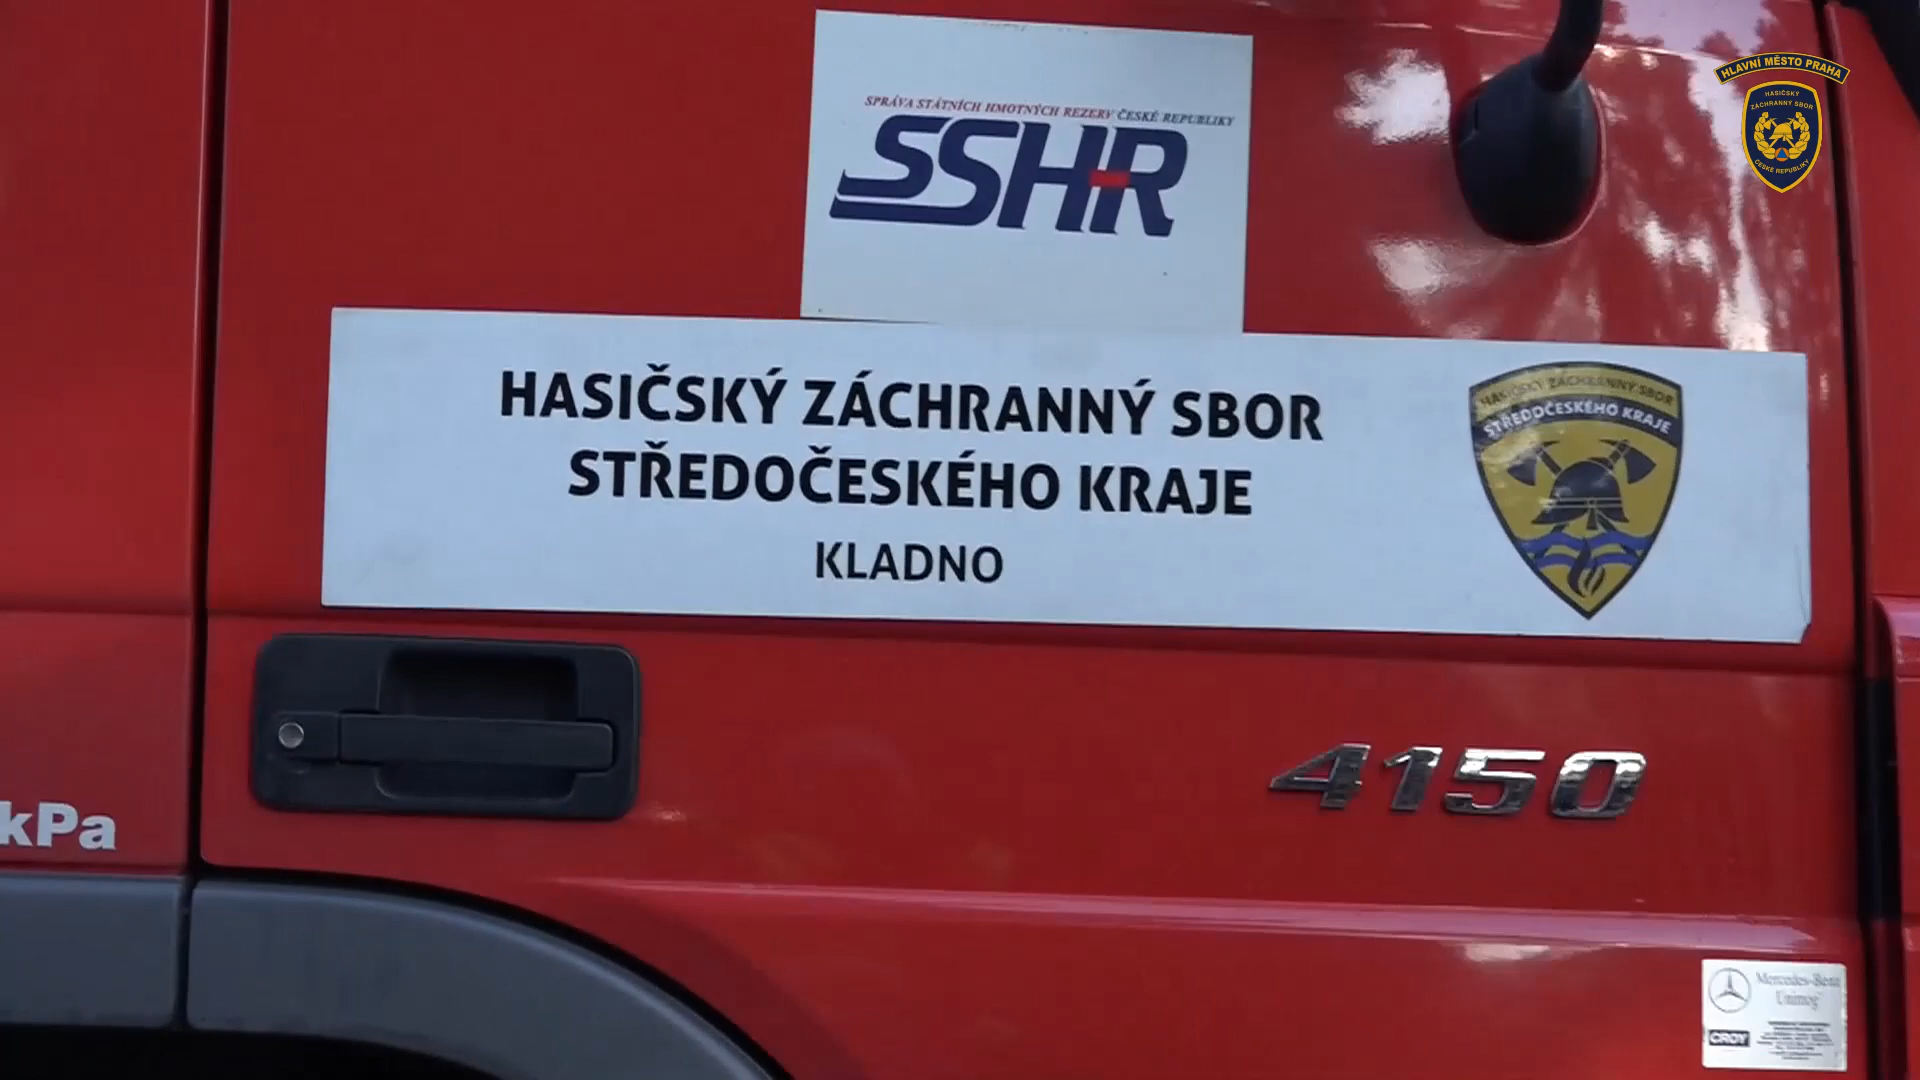 SPRÁVA STÁTNÍCH HMOTNÝCH REZERV ČESKÉ REPUBLIKY
SSHR
HLAVNÍ MĚSTO PRAHA
HASIČSKÝ
ZÁCHRANNÝ SBOR
ČESKÉ REPUBLIKY
HASIČSKÝ ZÁCHRANNÝ SBOR
STŘEDOČESKÉHO KRAJE
KLADNO
HASIČSKÝ ZÁCHRANNÝ SBOR
STŘEDOČESKÉHO KRAJE
4150
kPa
Mercedes-Benz
Unimog
CROY